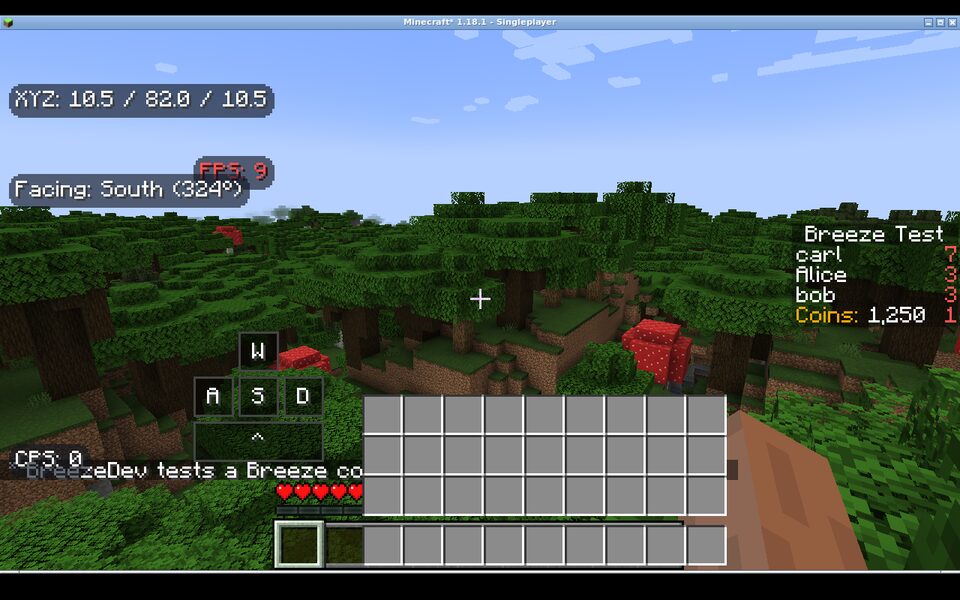 Minecraft* 1.18.1 - Singleplayer
XYZ: 10.5 / 82.0 / 10.5
FPS: 9
Facing: South (324°)
Breeze Test
carl 7
Alice 3
bob 3
Coins: 1,250 1
W
A S D
^
CPS: 0
* BreezeDev tests a Breeze co